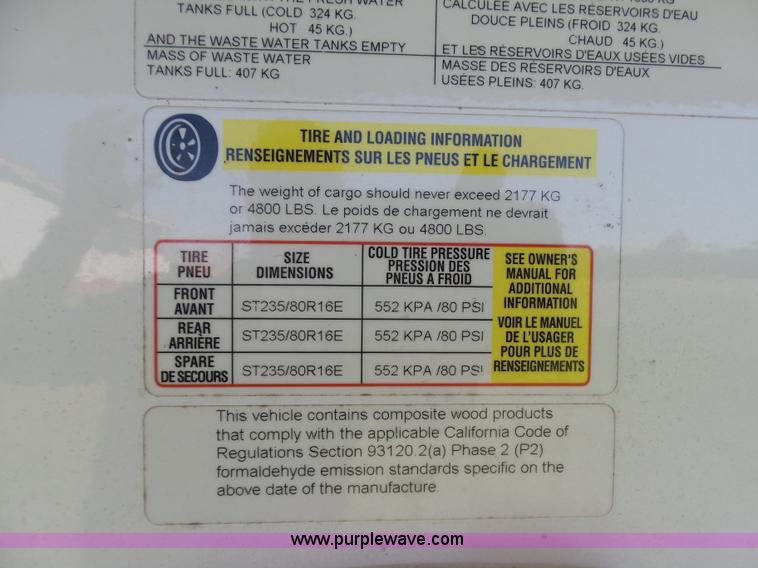 TANKS FULL (COLD 324 KG.
HOT 45 KG.)
AND THE WASTE WATER TANKS EMPTY
MASS OF WASTE WATER
TANKS FULL: 407 KG
CALCULÉE AVEC LES RÉSERVOIRS D'EAU
DOUCE PLEINS (FROID 324 KG.
CHAUD 45 KG.)
ET LES RÉSERVOIRS D'EAUX USÉES VIDES
MASSE DES RÉSERVOIRS D'EAUX
USÉES PLEINS: 407 KG.
TIRE AND LOADING INFORMATION
RENSEIGNEMENTS SUR LES PNEUS ET LE CHARGEMENT
The weight of cargo should never exceed 2177 KG
or 4800 LBS. Le poids de chargement ne devrait
jamais excéder 2177 KG ou 4800 LBS.
TIRE
PNEU
SIZE
DIMENSIONS
COLD TIRE PRESSURE
PRESSION DES
PNEUS A FROID
FRONT
AVANT
ST235/80R16E
552 KPA /80 PSI
REAR
ARRIÈRE
ST235/80R16E
552 KPA /80 PSI
SPARE
DE SECOURS
ST235/80R16E
552 KPA /80 PSI
SEE OWNER'S
MANUAL FOR
ADDITIONAL
INFORMATION
VOIR LE MANUEL
DE L'USAGER
POUR PLUS DE
RENSEIGNEMENTS
This vehicle contains composite wood products
that comply with the applicable California Code of
Regulations Section 93120.2(a) Phase 2 (P2)
formaldehyde emission standards specific on the
above date of the manufacture.
www.purplewave.com